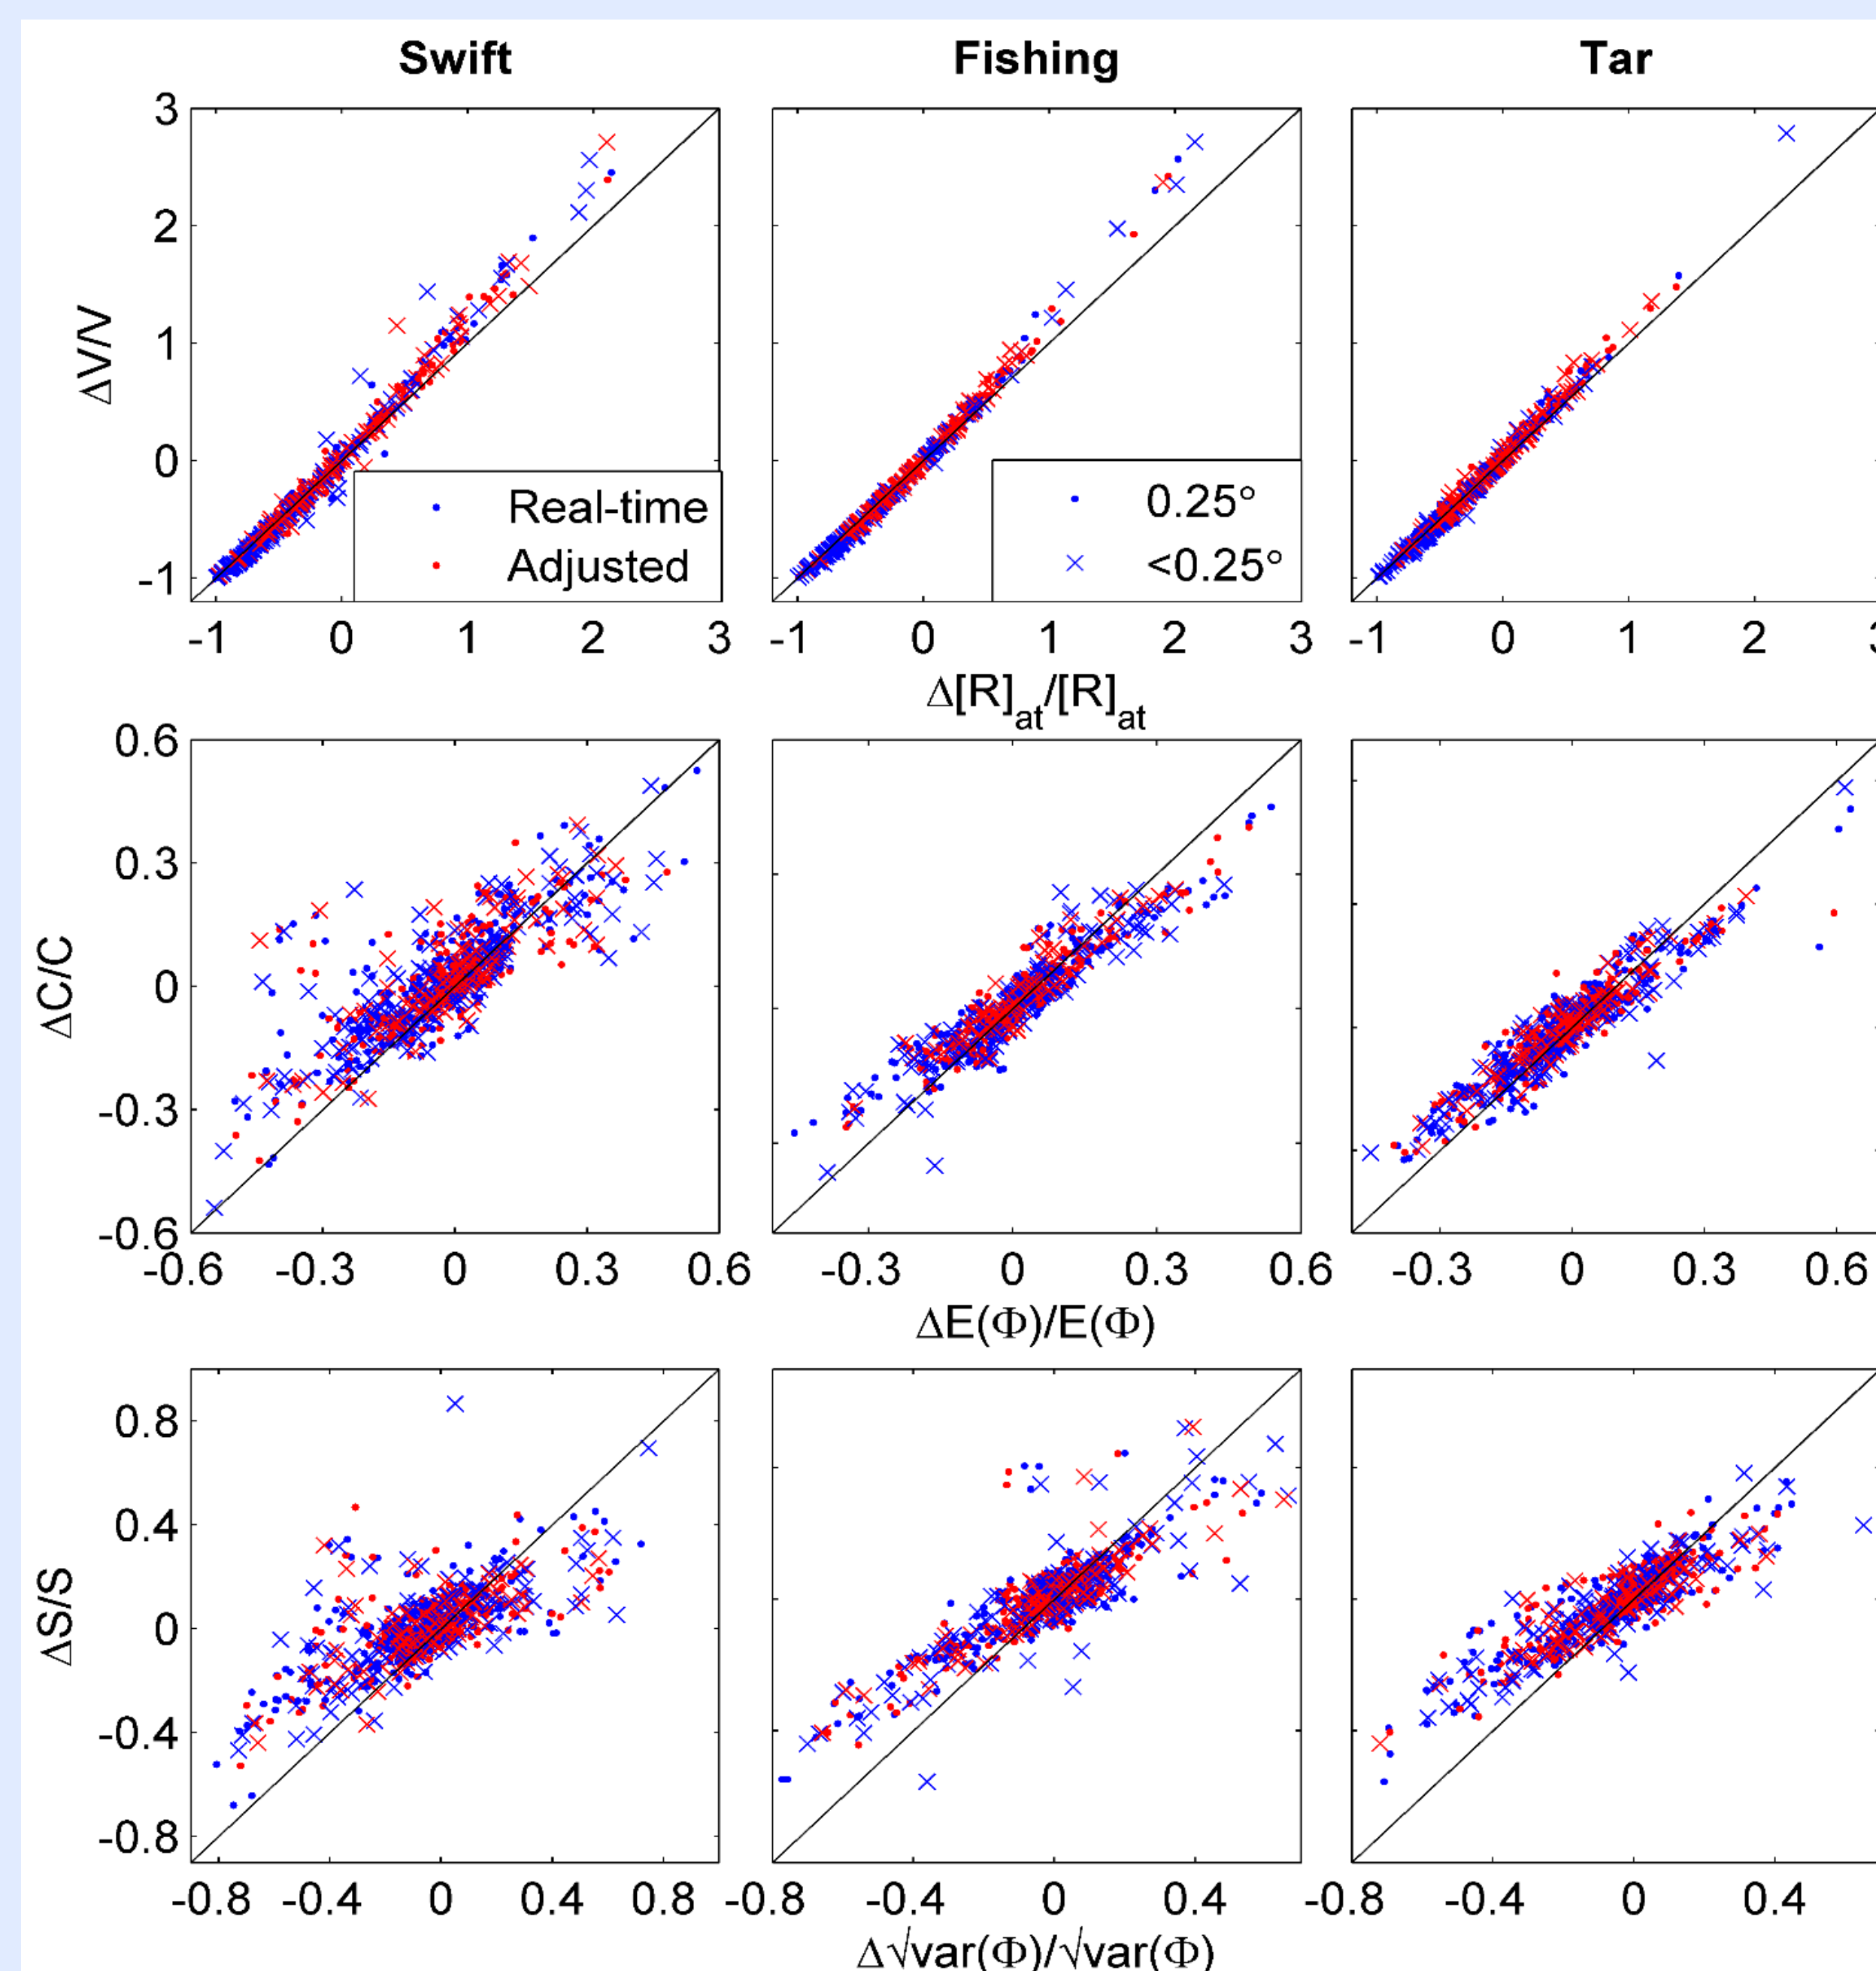 Swift Fishing Tar
3
2
1
0
-1
ΔV/V
Real-time
Adjusted
0.25°
<0.25°
-1 0 1 2 3 -1 0 1 2 3 -1 0 1 2
Δ[R]at/[R]at
0.6
0.3
0
-0.3
-0.6
ΔC/C
-0.6 -0.3 0 0.3 0.6 -0.3 0 0.3 0.6 -0.3 0 0.3 0.6
ΔE(Φ)/E(Φ)
0.8
0.4
0
-0.4
-0.8
ΔS/S
-0.8 -0.4 0 0.4 0.8 -0.8 -0.4 0 0.4 -0.8 -0.4 0 0.4
Δ√var(Φ)/√var(Φ)